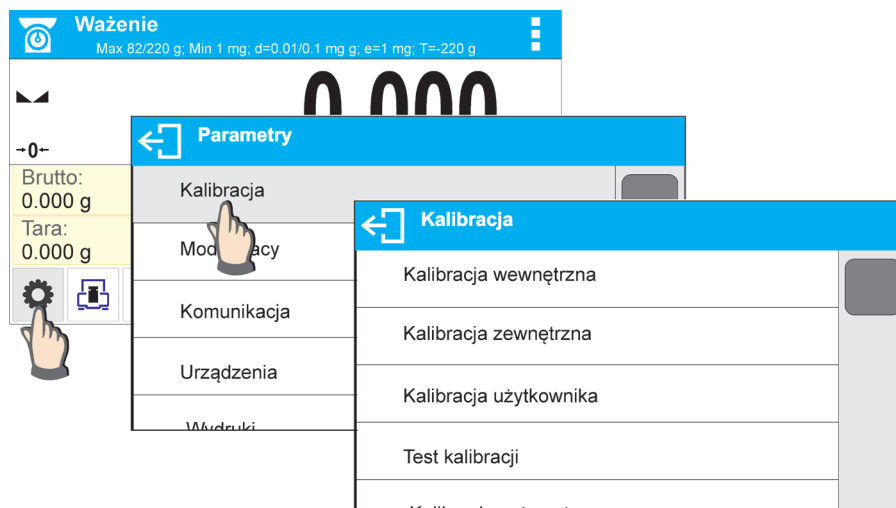 Ważenie
Max 82/220 g; Min 1 mg; d=0.01/0.1 mg g; e=1 mg; T=-220 g
0.000
→0←
Brutto:
0.000 g
Tara:
0.000 g
Parametry
Kalibracja
Komunikacja
Urządzenia
Wydruki
Kalibracja
Kalibracja wewnętrzna
Kalibracja zewnętrzna
Kalibracja użytkownika
Test kalibracji